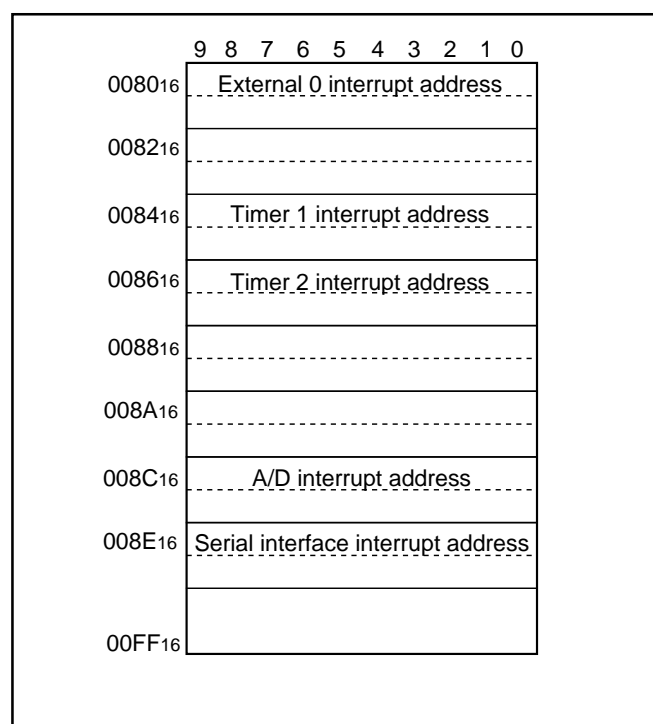 9 8 7 6 5 4 3 2 1 0
008016 External 0 interrupt address
008216
008416 Timer 1 interrupt address
008616 Timer 2 interrupt address
008816
008A16
008C16 A/D interrupt address
008E16 Serial interface interrupt address
00FF16